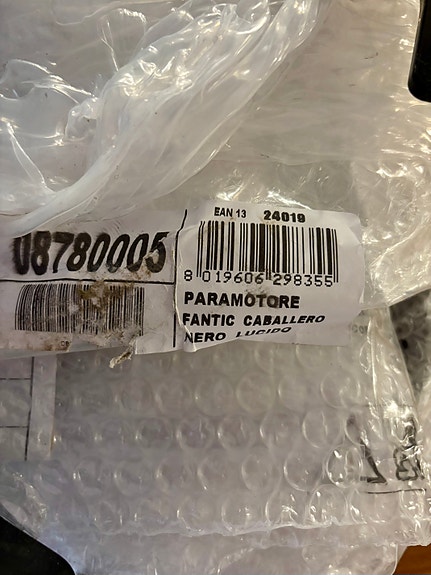 08780005
EAN 13 24019
8 019606 298355
PARAMOTORE
FANTIC CABALLERO
NERO LUCIDO